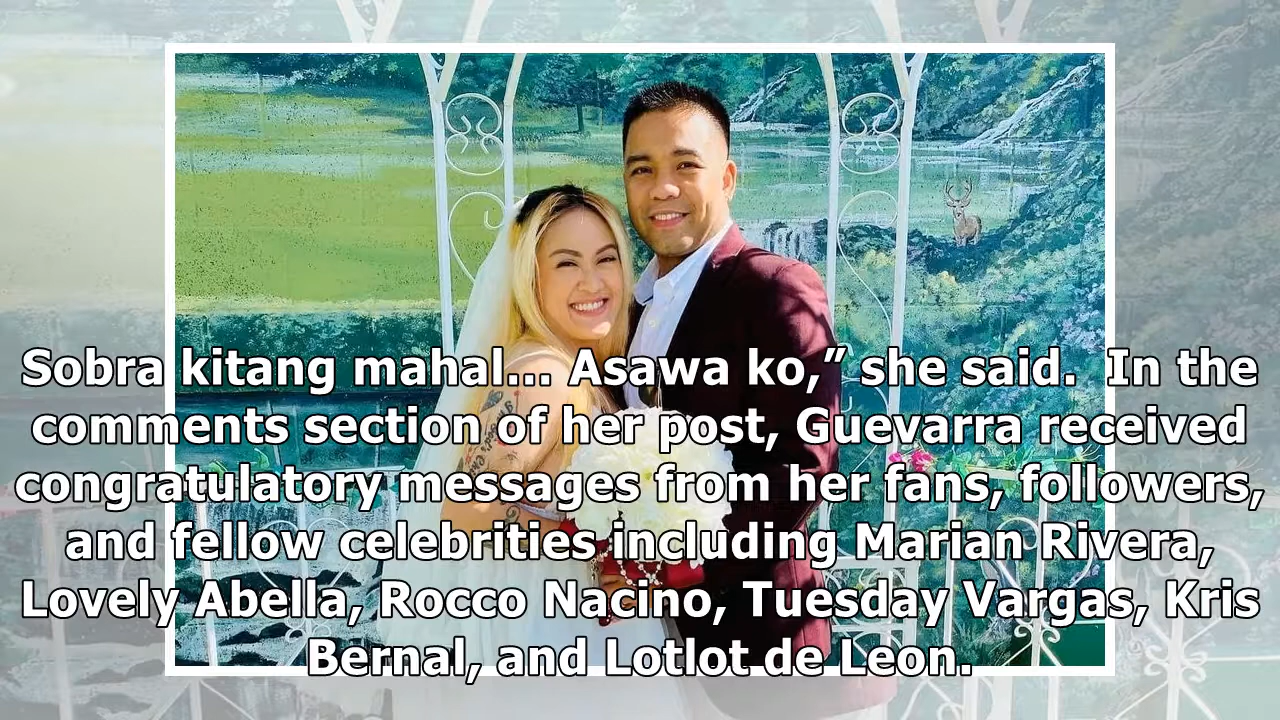 Sobra kitang mahal... Asawa ko,” she said.  In the
comments section of her post, Guevarra received
congratulatory messages from her fans, followers,
and fellow celebrities including Marian Rivera,
Lovely Abella, Rocco Nacino, Tuesday Vargas, Kris
Bernal, and Lotlot de Leon.